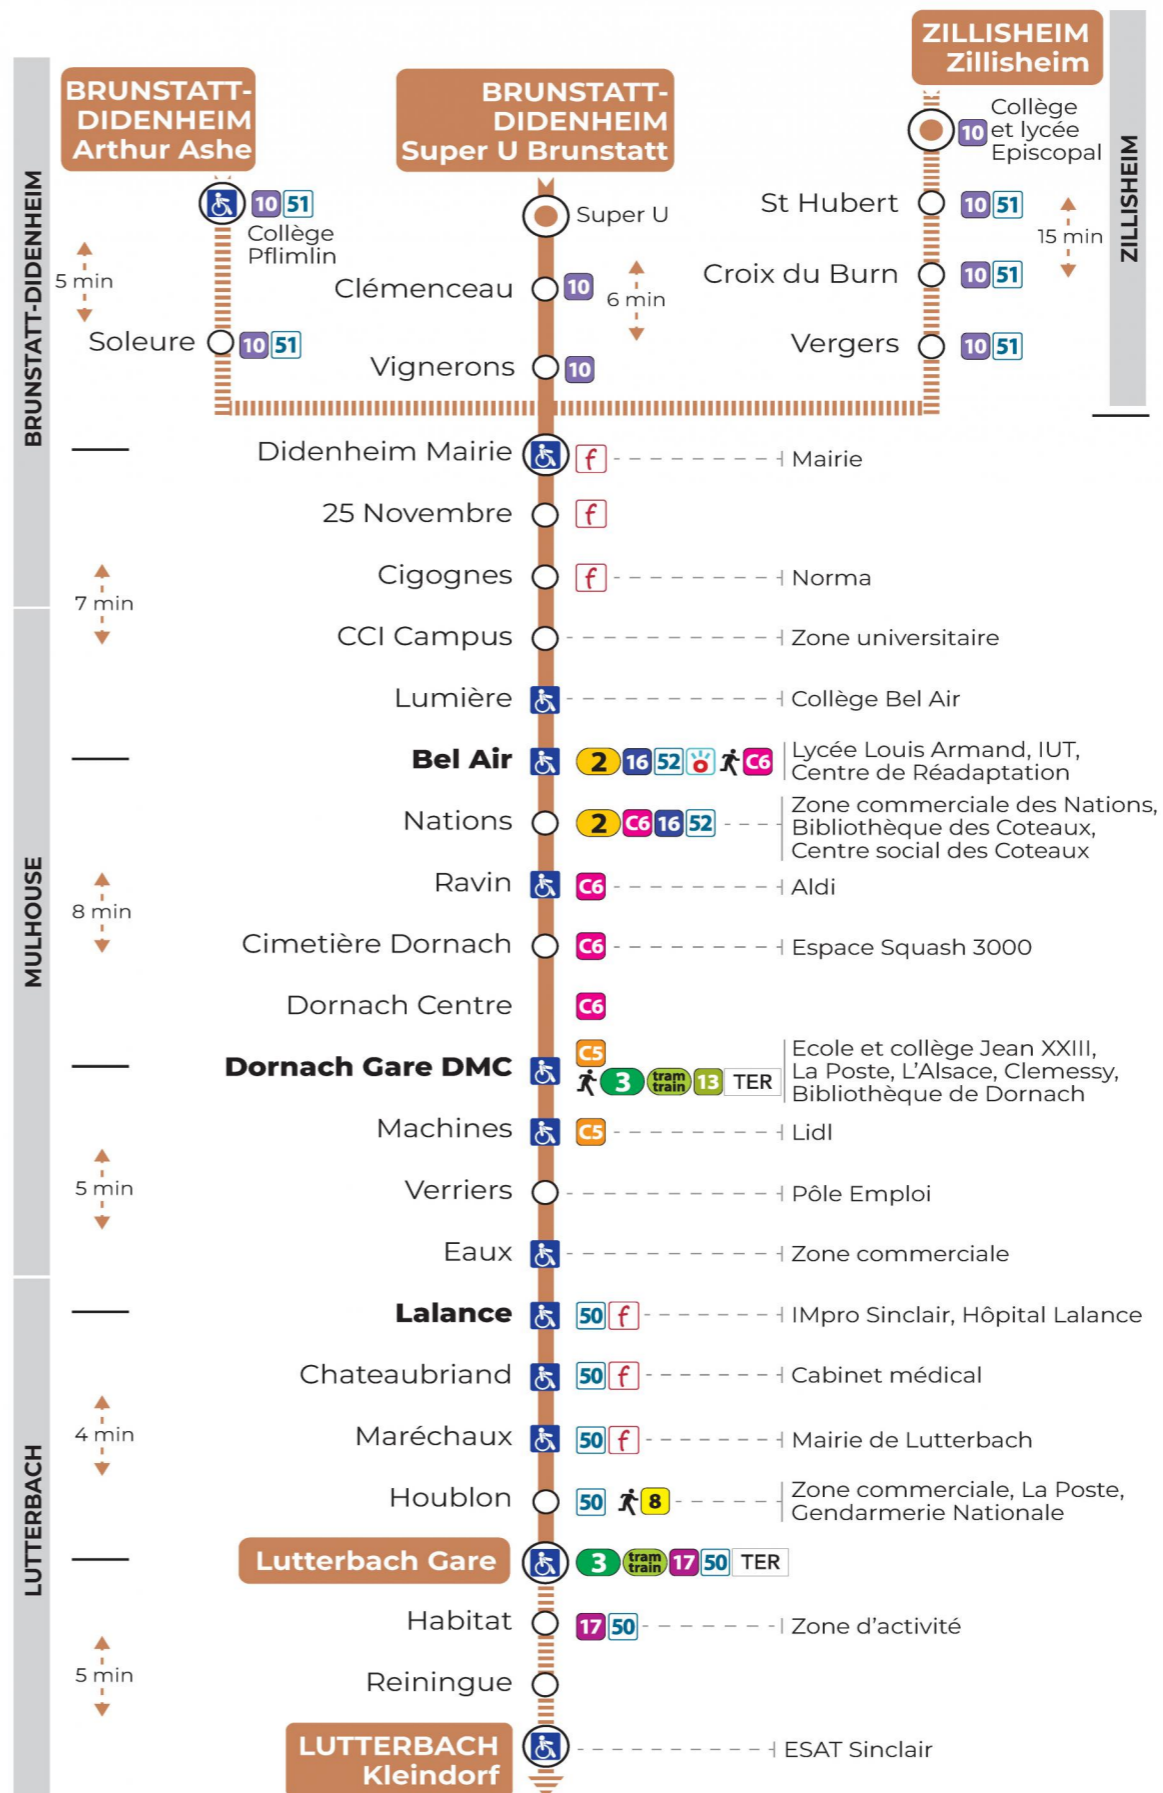 ZILLISHEIM
Zillisheim
BRUNSTATT-
DIDENHEIM
Arthur Ashe
BRUNSTATT-
DIDENHEIM
Super U Brunstatt
10 Collège
et lycée
Episcopal
10 51
Collège
Pflimlin
Super U
St Hubert 10 51
15 min
ZILLISHEIM
5 min
Clémenceau 10
6 min
Croix du Burn 10 51
Soleure 10 51
Vignerons 10
Vergers 10 51
BRUNSTATT-DIDENHEIM
Didenheim Mairie f Mairie
25 Novembre f
Cigognes f Norma
7 min
CCI Campus Zone universitaire
Lumière Collège Bel Air
Bel Air 2 16 52 C6 Lycée Louis Armand, IUT,
Centre de Réadaptation
Nations 2 C6 16 52 Zone commerciale des Nations,
Bibliothèque des Coteaux,
Centre social des Coteaux
MULHOUSE
Ravin C6 Aldi
8 min
Cimetière Dornach C6 Espace Squash 3000
Dornach Centre C6
Dornach Gare DMC C5 3 tram train 13 TER Ecole et collège Jean XXIII,
La Poste, L'Alsace, Clemessy,
Bibliothèque de Dornach
Machines C5 Lidl
5 min
Verriers Pôle Emploi
Eaux Zone commerciale
Lalance 50 f IMpro Sinclair, Hôpital Lalance
Chateaubriand 50 f Cabinet médical
4 min
Maréchaux 50 f Mairie de Lutterbach
Houblon 50 8 Zone commerciale, La Poste,
Gendarmerie Nationale
LUTTERBACH
Lutterbach Gare 3 tram train 17 50 TER
Habitat 17 50 Zone d'activité
5 min
Reiningue
LUTTERBACH
Kleindorf
ESAT Sinclair